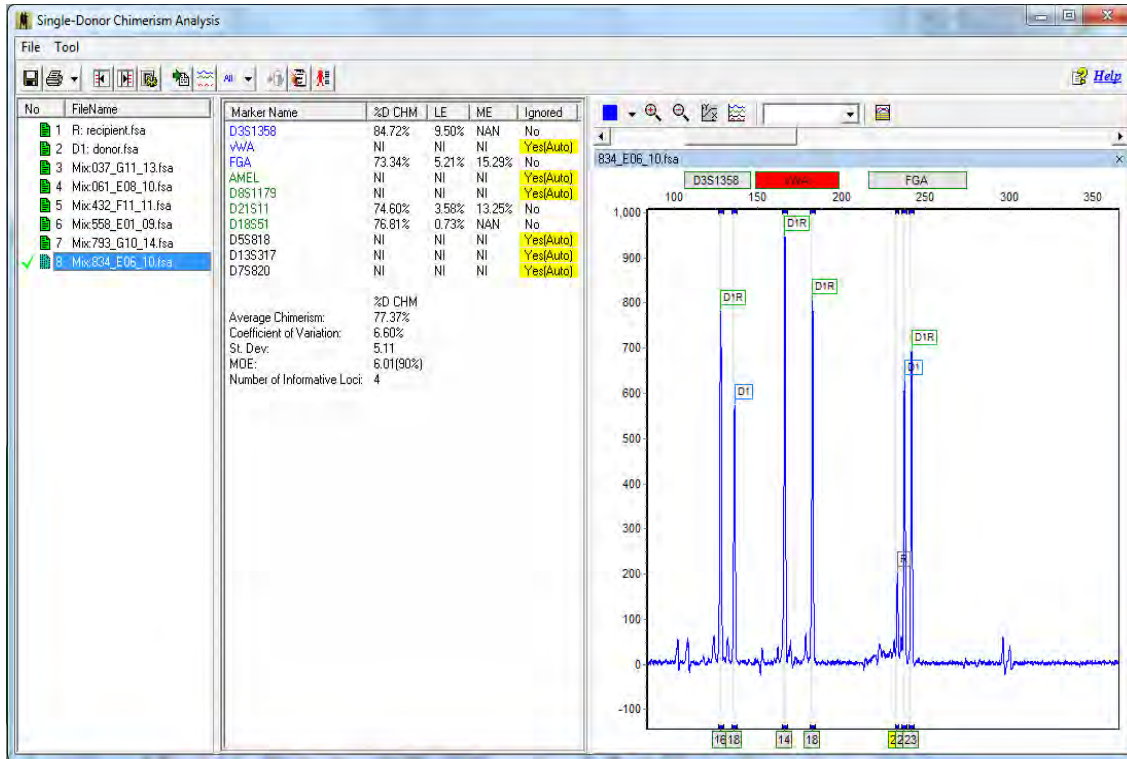 Single-Donor Chimerism Analysis
File Tool
All
Help
No FileName
1 R: recipient.fsa
2 D1: donor.fsa
3 Mix:037_G11_13.fsa
4 Mix:061_E08_10.fsa
5 Mix:432_F11_11.fsa
6 Mix:558_E01_09.fsa
7 Mix:793_G10_14.fsa
8 Mix:834_E06_10.fsa
Marker Name %D CHM LE ME Ignored
D3S1358 84.72% 9.50% NAN No
vWA NI NI NI Yes(Auto)
FGA 73.34% 5.21% 15.29% No
AMEL NI NI NI Yes(Auto)
D8S1179 NI NI NI Yes(Auto)
D21S11 74.60% 3.58% 13.25% No
D18S51 76.81% 0.73% NAN No
D5S818 NI NI NI Yes(Auto)
D13S317 NI NI NI Yes(Auto)
D7S820 NI NI NI Yes(Auto)
%D CHM
Average Chimerism: 77.37%
Coefficient of Variation: 6.60%
St. Dev: 5.11
MOE: 6.01(90%)
Number of Informative Loci: 4
834_E06_10.fsa
D3S1358 vWA FGA
100 150 200 250 300 350
1,000
900
800
700
600
500
400
300
200
100
0
-100
D1R
D1R
D1R
D1R
D1
D1
R
16 18 14 18 23